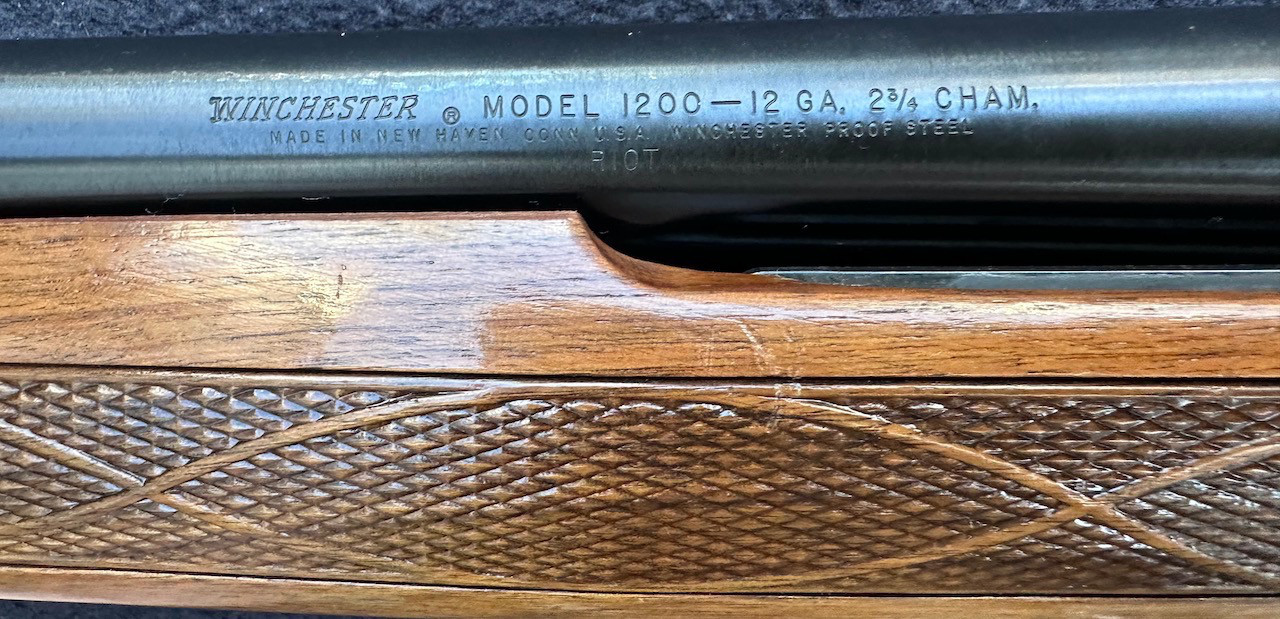 WINCHESTER ® MODEL 1200—12 GA. 2¾ CHAM.
MADE IN NEW HAVEN CONN U.S.A. WINCHESTER PROOF STEEL
RIOT